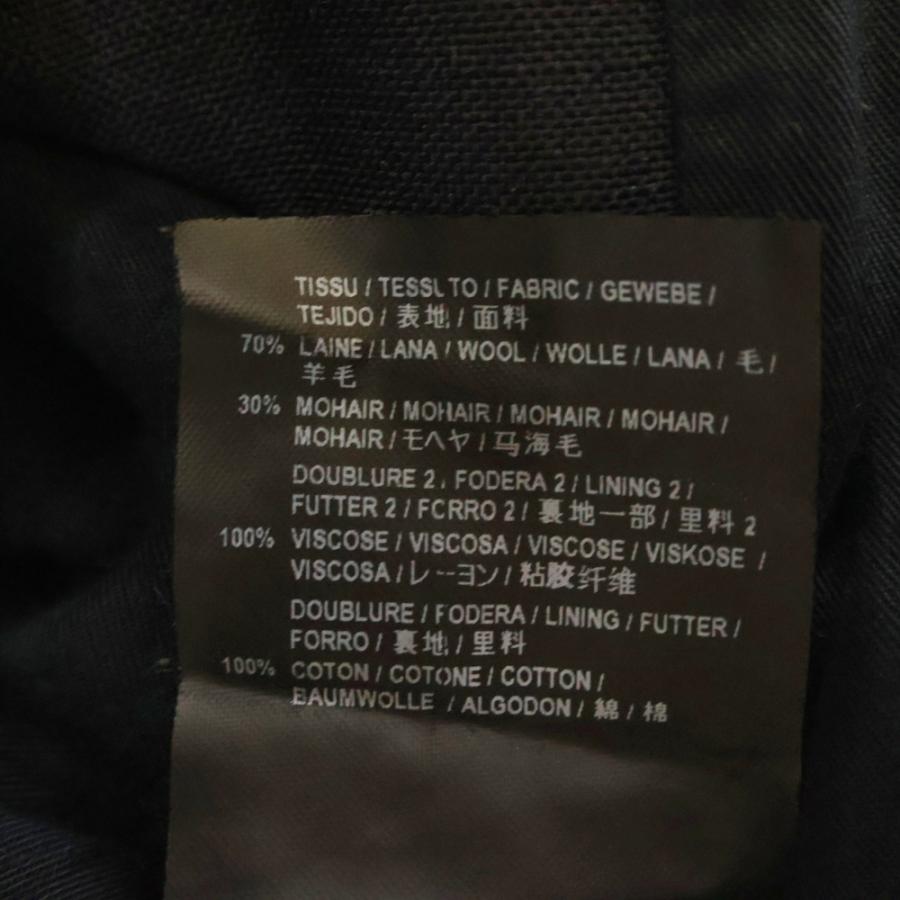 TISSU / TESSUTO / FABRIC / GEWEBE /
TEJIDO / 表地 / 面料
70% LAINE / LANA / WOOL / WOLLE / LANA / 毛 /
羊毛
30% MOHAIR / MOHAIR / MOHAIR / MOHAIR /
MOHAIR / モヘヤ / 马海毛
DOUBLURE 2 / FODERA 2 / LINING 2 /
FUTTER 2 / FORRO 2 / 裏地一部 / 里料 2
100% VISCOSE / VISCOSA / VISCOSE / VISKOSE /
VISCOSA / レーヨン / 粘胶纤维
DOUBLURE / FODERA / LINING / FUTTER /
FORRO / 裏地 / 里料
100% COTON / COTONE / COTTON /
BAUMWOLLE / ALGODON / 綿 / 棉